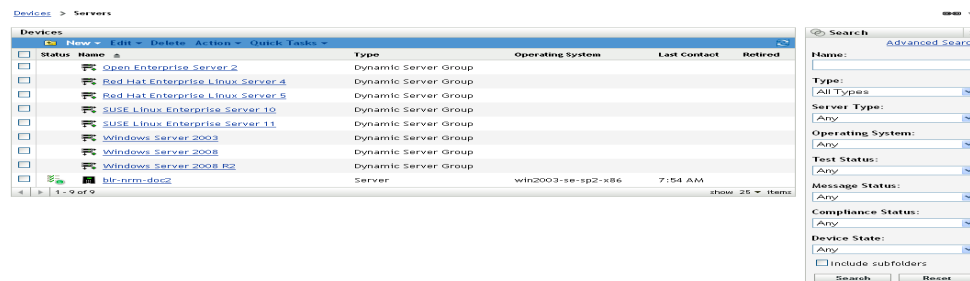 Devices > Servers
Devices
New Edit Delete Action Quick Tasks
Status Name Type Operating System Last Contact Retired
Open Enterprise Server 2 Dynamic Server Group
Red Hat Enterprise Linux Server 4 Dynamic Server Group
Red Hat Enterprise Linux Server 5 Dynamic Server Group
SUSE Linux Enterprise Server 10 Dynamic Server Group
SUSE Linux Enterprise Server 11 Dynamic Server Group
Windows Server 2003 Dynamic Server Group
Windows Server 2008 Dynamic Server Group
Windows Server 2008 R2 Dynamic Server Group
blr-nrm-doc2 Server win2003-se-sp2-x86 7:54 AM
1 - 9 of 9 show 25 items
Search
Advanced Searc
Name:
Type:
All Types
Server Type:
Any
Operating System:
Any
Test Status:
Any
Message Status:
Any
Compliance Status:
Any
Device State:
Any
Include subfolders
Search Reset